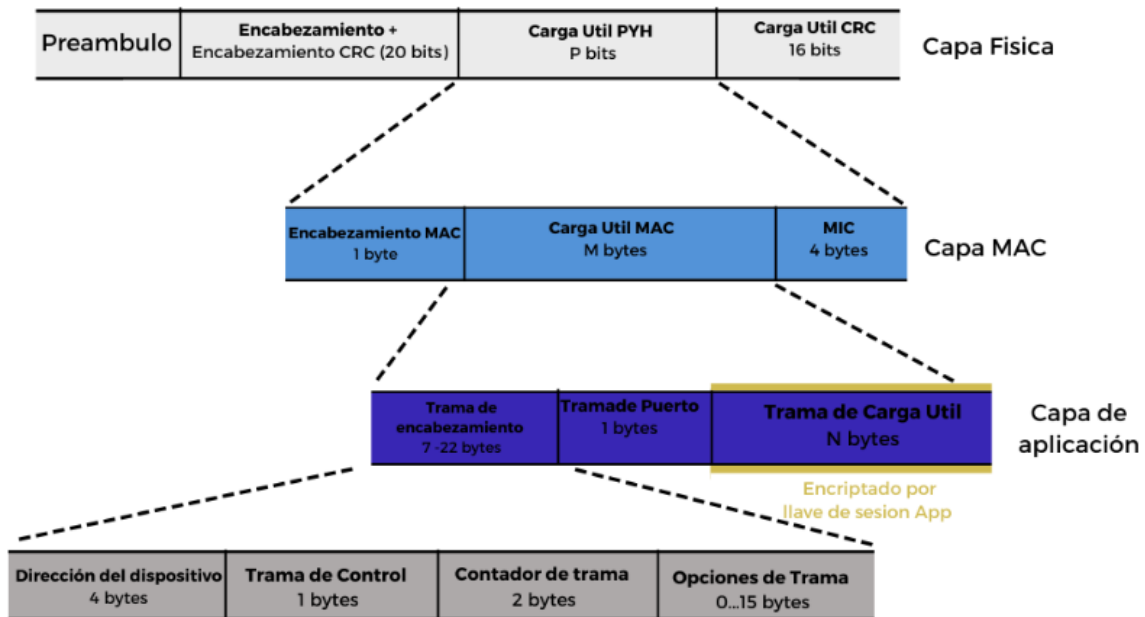 Preambulo
Encabezamiento +
Encabezamiento CRC (20 bits)
Carga Util PYH
P bits
Carga Util CRC
16 bits
Capa Fisica
Encabezamiento MAC
1 byte
Carga Util MAC
M bytes
MIC
4 bytes
Capa MAC
Trama de
encabezamiento
7 -22 bytes
Tramade Puerto
1 bytes
Trama de Carga Util
N bytes
Capa de
aplicación
Encriptado por
llave de sesion App
Dirección del dispositivo
4 bytes
Trama de Control
1 bytes
Contador de trama
2 bytes
Opciones de Trama
0...15 bytes